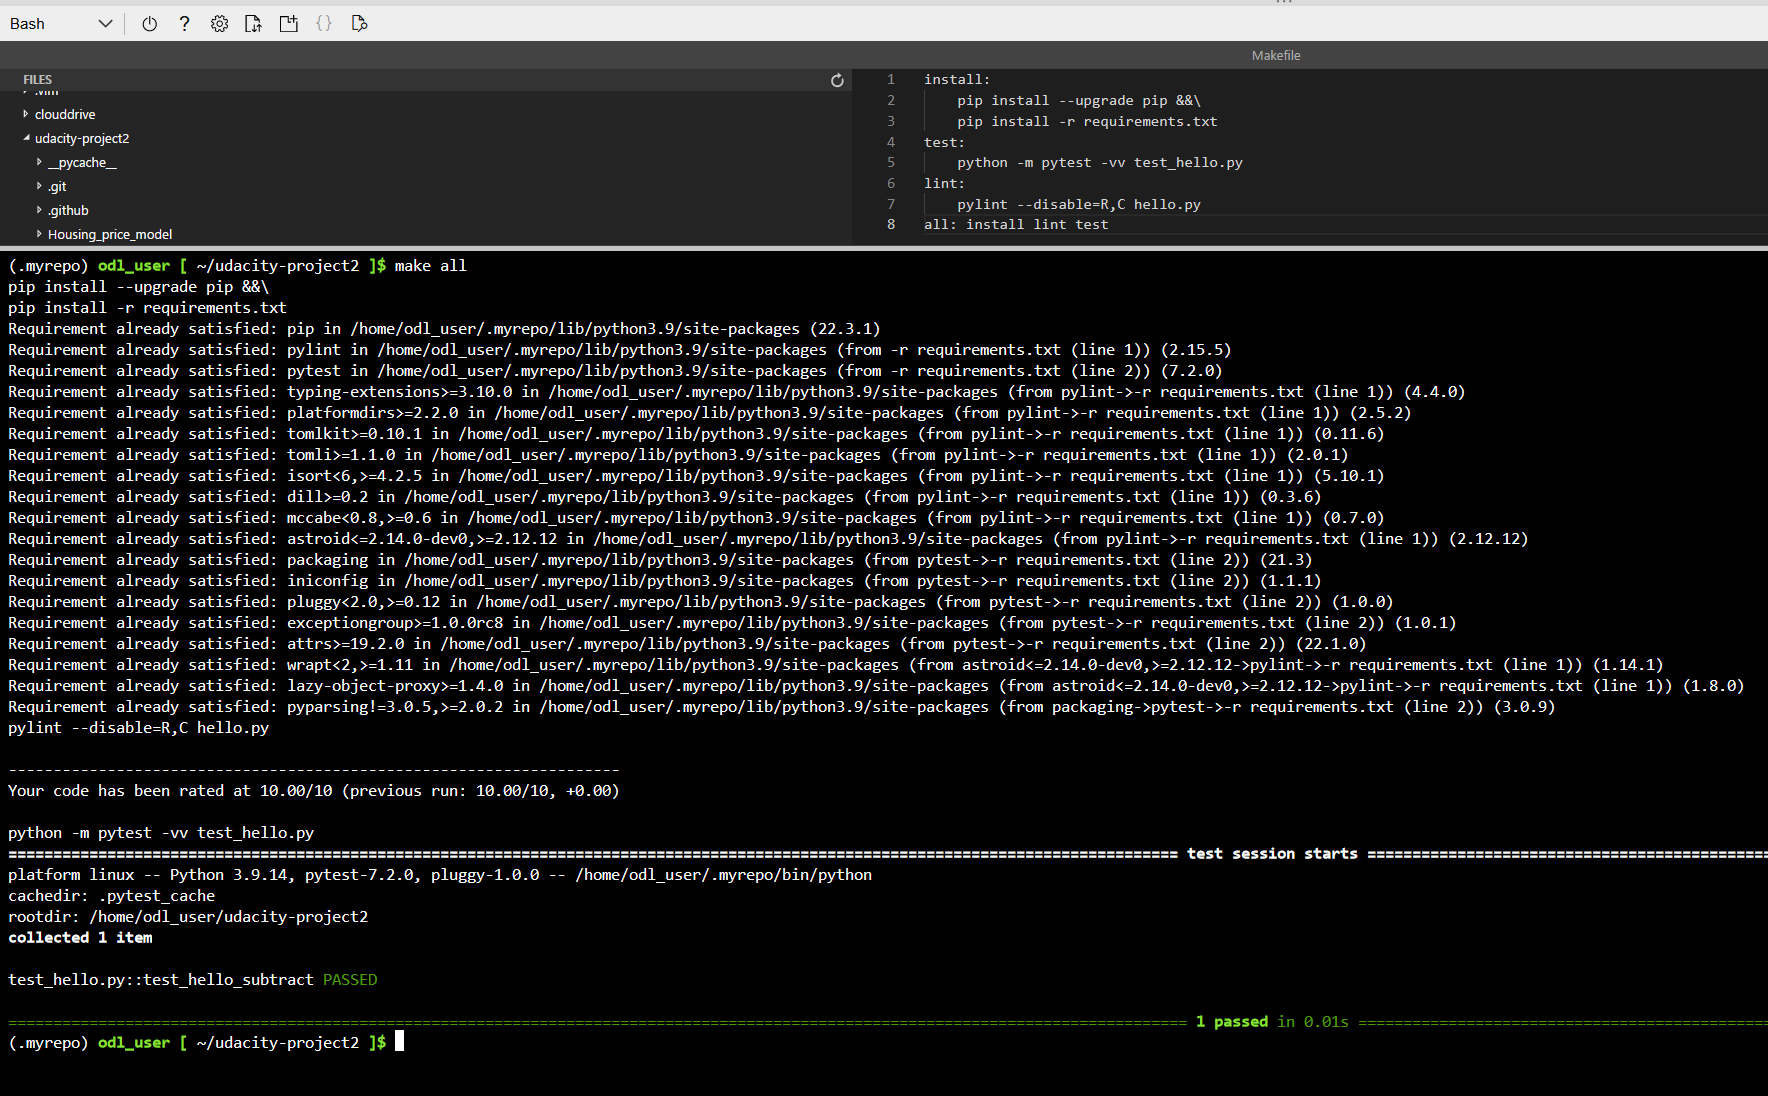 Bash
Makefile
FILES
.vim
clouddrive
udacity-project2
__pycache__
.git
.github
Housing_price_model
1 install:
2 pip install --upgrade pip &&\
3 pip install -r requirements.txt
4 test:
5 python -m pytest -vv test_hello.py
6 lint:
7 pylint --disable=R,C hello.py
8 all: install lint test
(.myrepo) odl_user [ ~/udacity-project2 ]$ make all
pip install --upgrade pip &&\
pip install -r requirements.txt
Requirement already satisfied: pip in /home/odl_user/.myrepo/lib/python3.9/site-packages (22.3.1)
Requirement already satisfied: pylint in /home/odl_user/.myrepo/lib/python3.9/site-packages (from -r requirements.txt (line 1)) (2.15.5)
Requirement already satisfied: pytest in /home/odl_user/.myrepo/lib/python3.9/site-packages (from -r requirements.txt (line 2)) (7.2.0)
Requirement already satisfied: typing-extensions>=3.10.0 in /home/odl_user/.myrepo/lib/python3.9/site-packages (from pylint->-r requirements.txt (line 1)) (4.4.0)
Requirement already satisfied: platformdirs>=2.2.0 in /home/odl_user/.myrepo/lib/python3.9/site-packages (from pylint->-r requirements.txt (line 1)) (2.5.2)
Requirement already satisfied: tomlkit>=0.10.1 in /home/odl_user/.myrepo/lib/python3.9/site-packages (from pylint->-r requirements.txt (line 1)) (0.11.6)
Requirement already satisfied: tomli>=1.1.0 in /home/odl_user/.myrepo/lib/python3.9/site-packages (from pylint->-r requirements.txt (line 1)) (2.0.1)
Requirement already satisfied: isort<6,>=4.2.5 in /home/odl_user/.myrepo/lib/python3.9/site-packages (from pylint->-r requirements.txt (line 1)) (5.10.1)
Requirement already satisfied: dill>=0.2 in /home/odl_user/.myrepo/lib/python3.9/site-packages (from pylint->-r requirements.txt (line 1)) (0.3.6)
Requirement already satisfied: mccabe<0.8,>=0.6 in /home/odl_user/.myrepo/lib/python3.9/site-packages (from pylint->-r requirements.txt (line 1)) (0.7.0)
Requirement already satisfied: astroid<=2.14.0-dev0,>=2.12.12 in /home/odl_user/.myrepo/lib/python3.9/site-packages (from pylint->-r requirements.txt (line 1)) (2.12.12)
Requirement already satisfied: packaging in /home/odl_user/.myrepo/lib/python3.9/site-packages (from pytest->-r requirements.txt (line 2)) (21.3)
Requirement already satisfied: iniconfig in /home/odl_user/.myrepo/lib/python3.9/site-packages (from pytest->-r requirements.txt (line 2)) (1.1.1)
Requirement already satisfied: pluggy<2.0,>=0.12 in /home/odl_user/.myrepo/lib/python3.9/site-packages (from pytest->-r requirements.txt (line 2)) (1.0.0)
Requirement already satisfied: exceptiongroup>=1.0.0rc8 in /home/odl_user/.myrepo/lib/python3.9/site-packages (from pytest->-r requirements.txt (line 2)) (1.0.1)
Requirement already satisfied: attrs>=19.2.0 in /home/odl_user/.myrepo/lib/python3.9/site-packages (from pytest->-r requirements.txt (line 2)) (22.1.0)
Requirement already satisfied: wrapt<2,>=1.11 in /home/odl_user/.myrepo/lib/python3.9/site-packages (from astroid<=2.14.0-dev0,>=2.12.12->pylint->-r requirements.txt (line 1)) (1.14.1)
Requirement already satisfied: lazy-object-proxy>=1.4.0 in /home/odl_user/.myrepo/lib/python3.9/site-packages (from astroid<=2.14.0-dev0,>=2.12.12->pylint->-r requirements.txt (line 1)) (1.8.0)
Requirement already satisfied: pyparsing!=3.0.5,>=2.0.2 in /home/odl_user/.myrepo/lib/python3.9/site-packages (from packaging->pytest->-r requirements.txt (line 2)) (3.0.9)
pylint --disable=R,C hello.py
--------------------------------------------------------------------
Your code has been rated at 10.00/10 (previous run: 10.00/10, +0.00)
python -m pytest -vv test_hello.py
================ test session starts ================
platform linux -- Python 3.9.14, pytest-7.2.0, pluggy-1.0.0 -- /home/odl_user/.myrepo/bin/python
cachedir: .pytest_cache
rootdir: /home/odl_user/udacity-project2
collected 1 item
test_hello.py::test_hello_subtract PASSED
================ 1 passed in 0.01s ================
(.myrepo) odl_user [ ~/udacity-project2 ]$